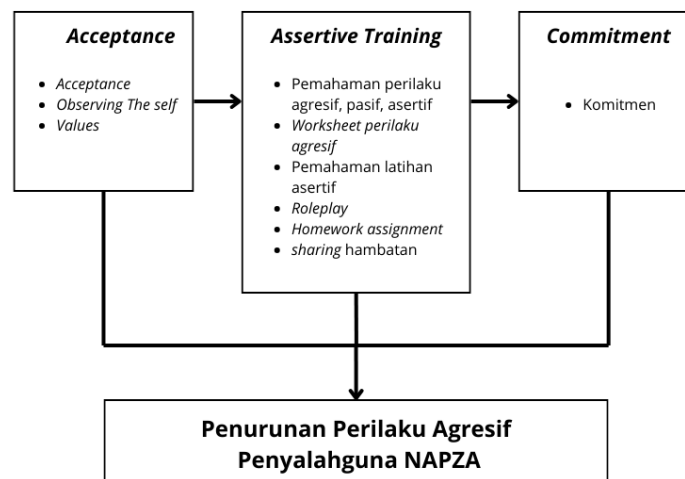 Acceptance
• Acceptance
• Observing The self
• Values
Assertive Training
• Pemahaman perilaku
agresif, pasif, asertif
• Worksheet perilaku
agresif
• Pemahaman latihan
asertif
• Roleplay
• Homework assignment
• sharing hambatan
Commitment
• Komitmen
Penurunan Perilaku Agresif
Penyalahguna NAPZA